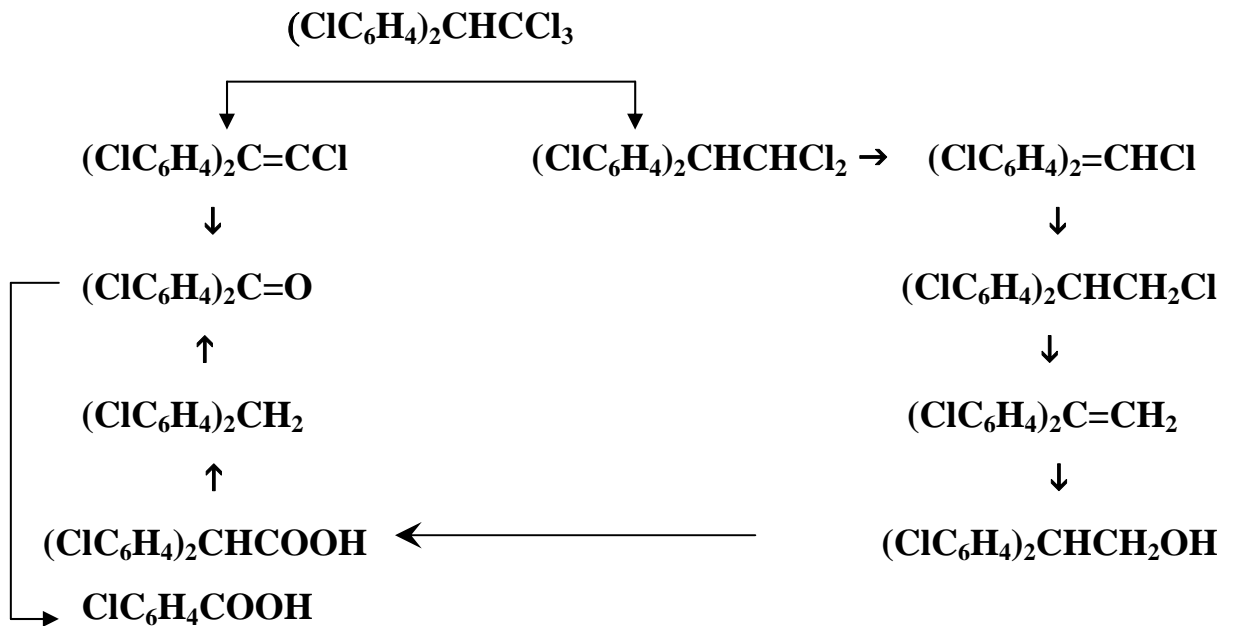 (ClC₆H₄)₂CHCCl₃
(ClC₆H₄)₂C=CCl (ClC₆H₄)₂CHCHCl₂ → (ClC₆H₄)₂=CHCl
↓ ↓
(ClC₆H₄)₂C=O (ClC₆H₄)₂CHCH₂Cl
↑ ↓
(ClC₆H₄)₂CH₂ (ClC₆H₄)₂C=CH₂
↑ ↓
(ClC₆H₄)₂CHCOOH ← (ClC₆H₄)₂CHCH₂OH
ClC₆H₄COOH